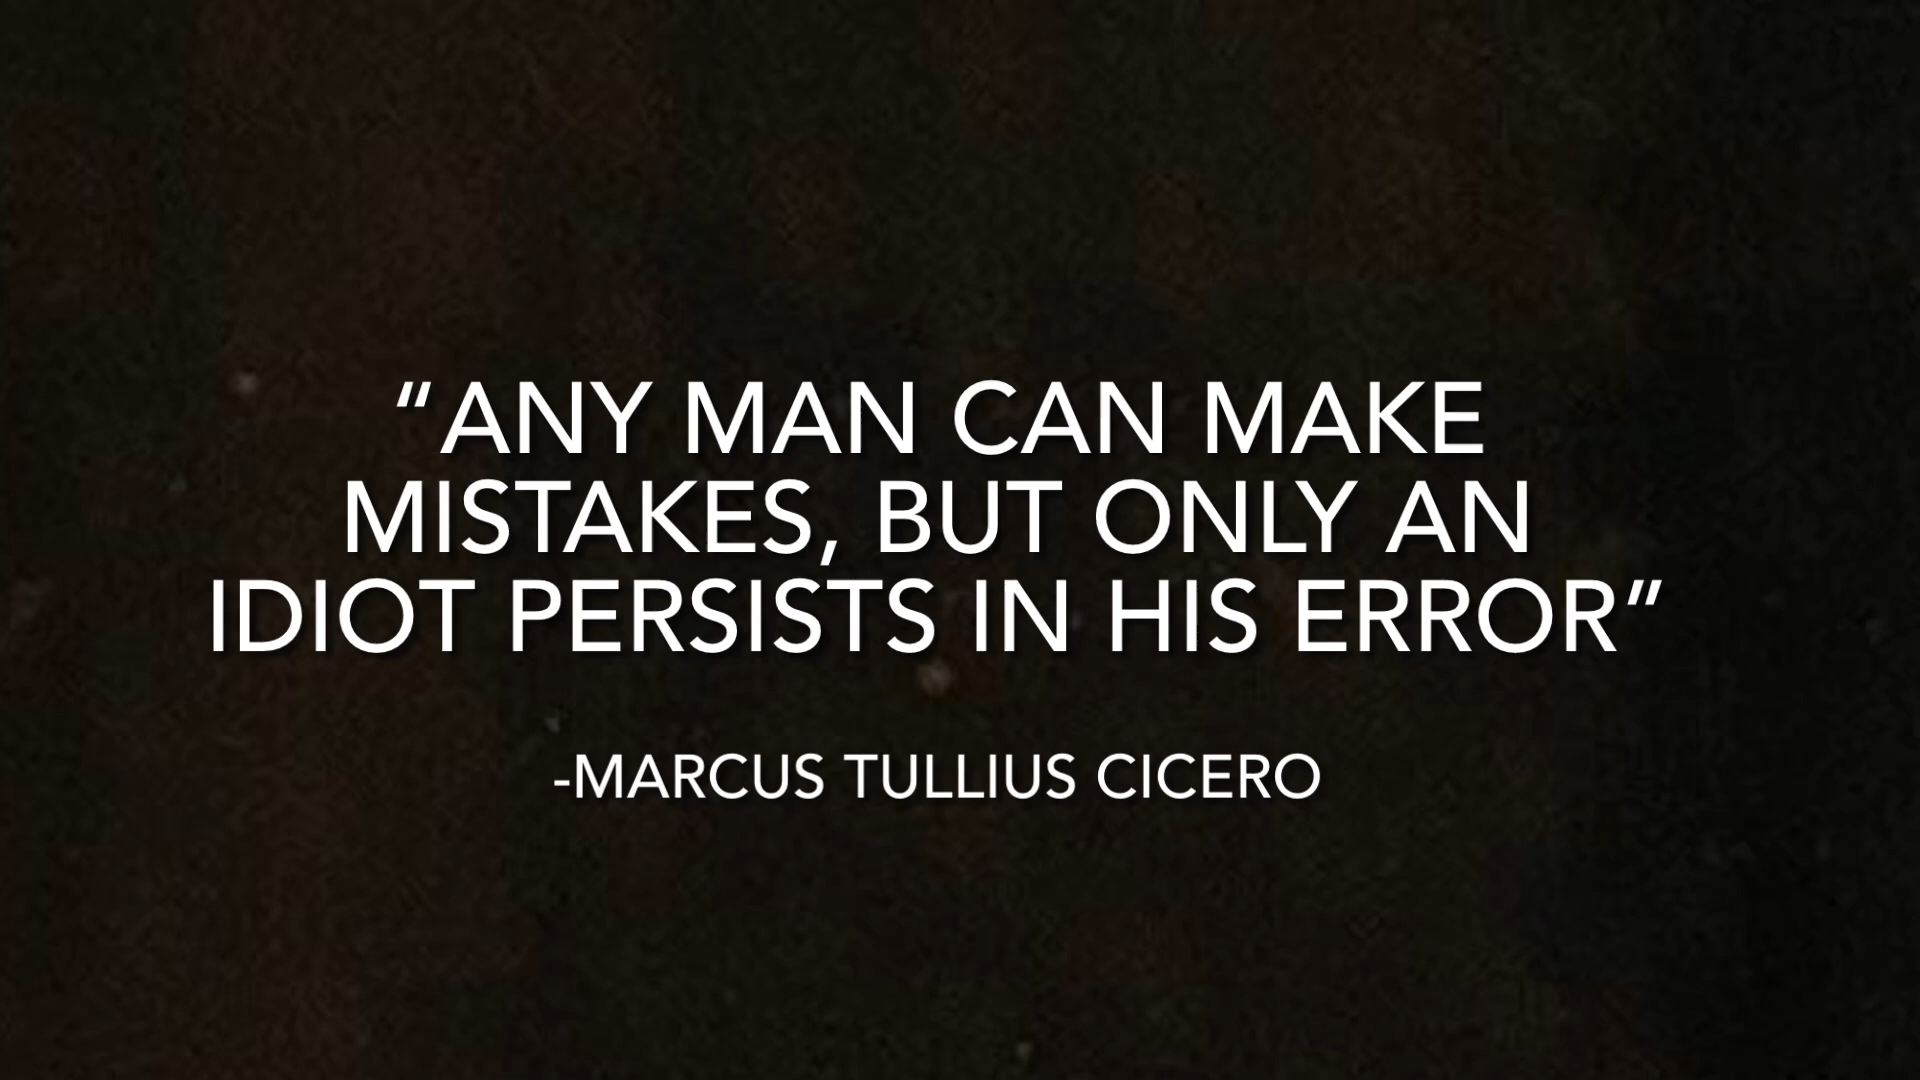 “ANY MAN CAN MAKE
MISTAKES, BUT ONLY AN
IDIOT PERSISTS IN HIS ERROR”
-MARCUS TULLIUS CICERO